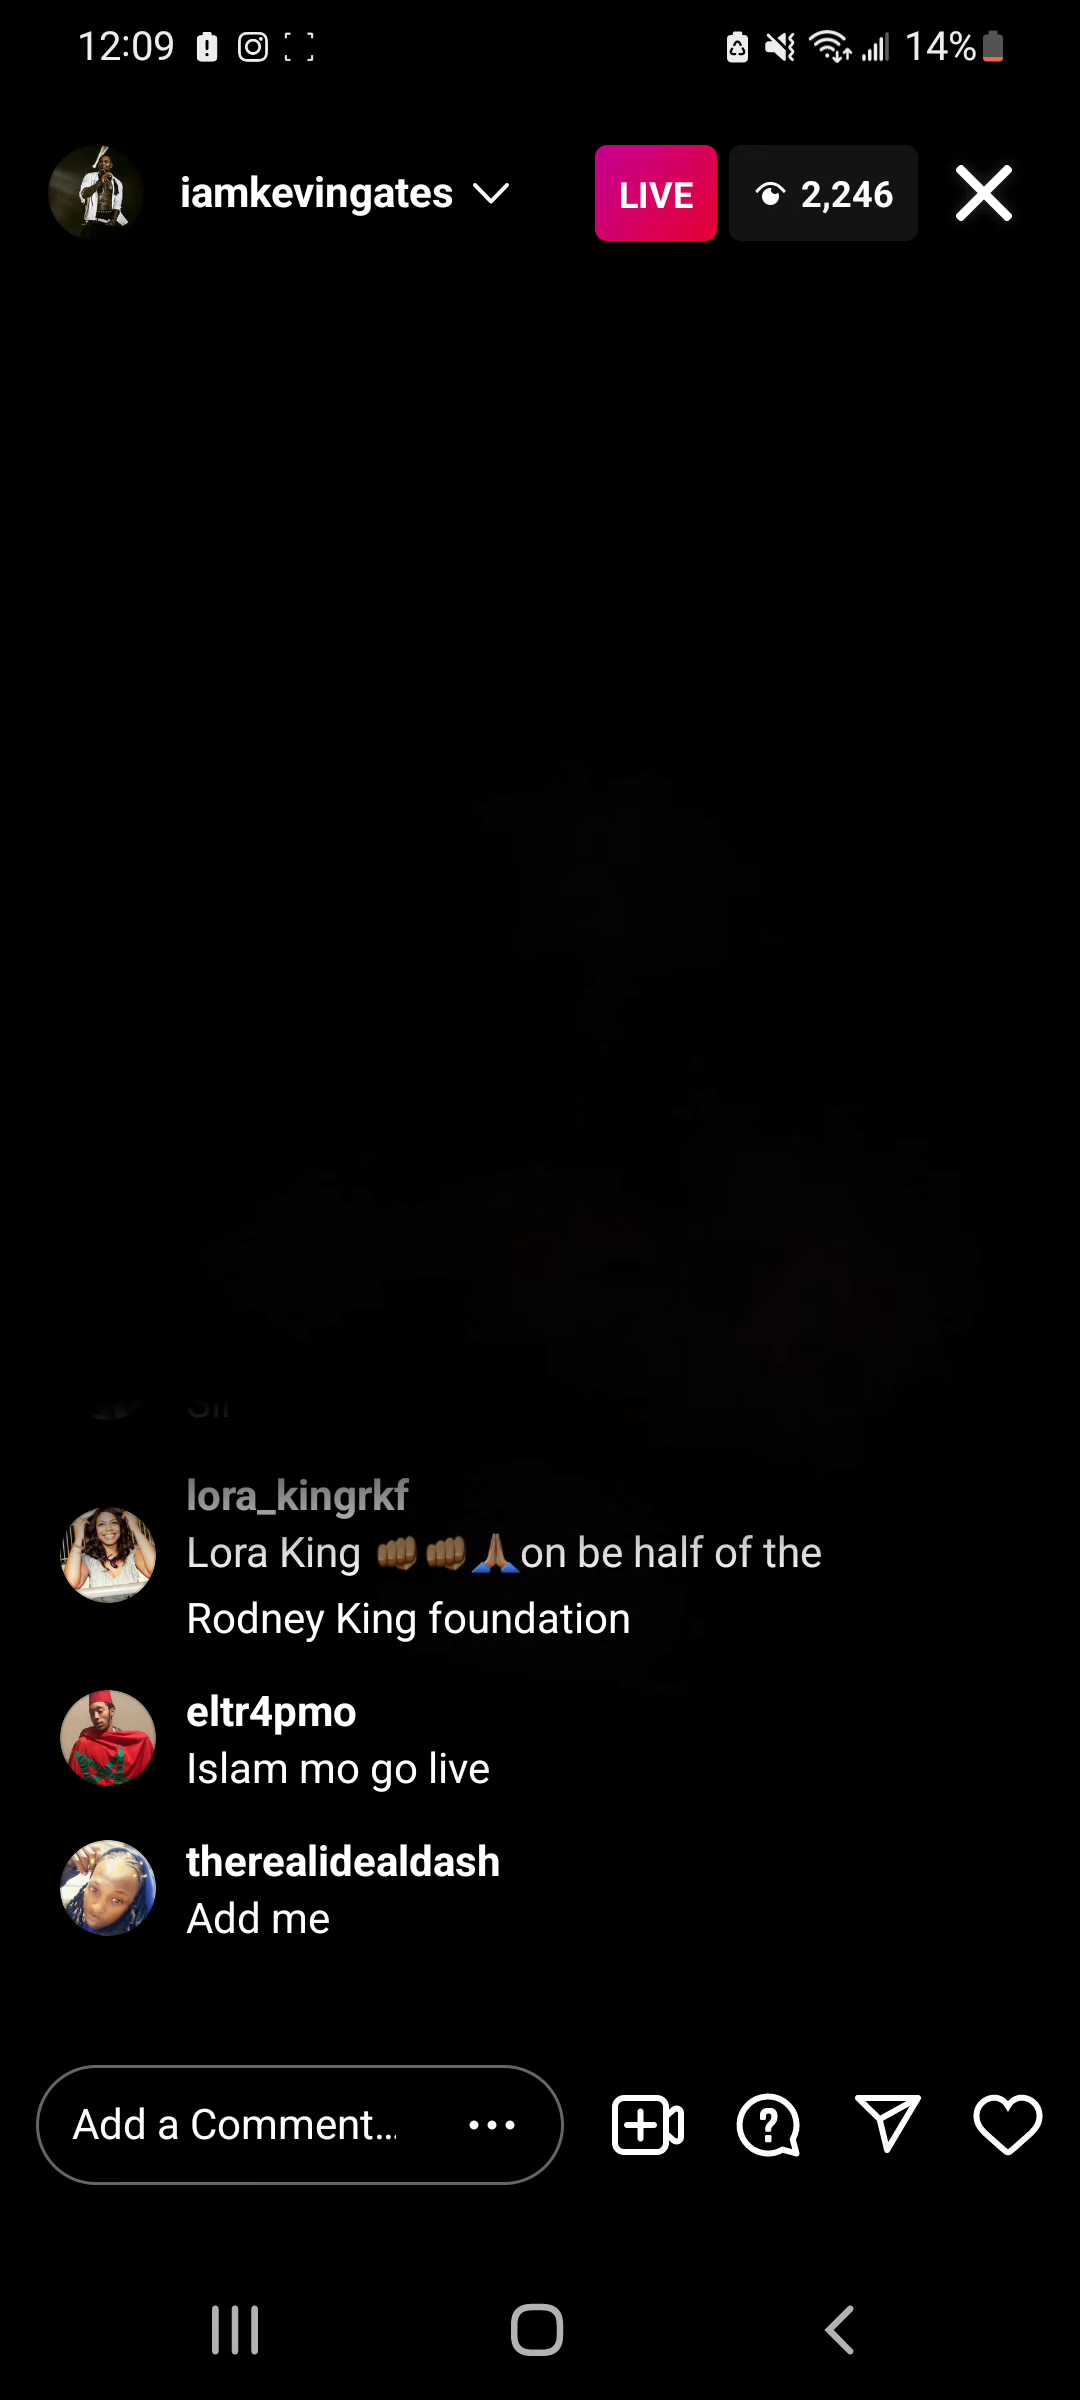 12:09
14%
iamkevingates
LIVE
2,246
lora_kingrkf
Lora King 👊🏾👊🏾🙏🏾on be half of the
Rodney King foundation
eltr4pmo
Islam mo go live
therealidealdash
Add me
Add a Comment...